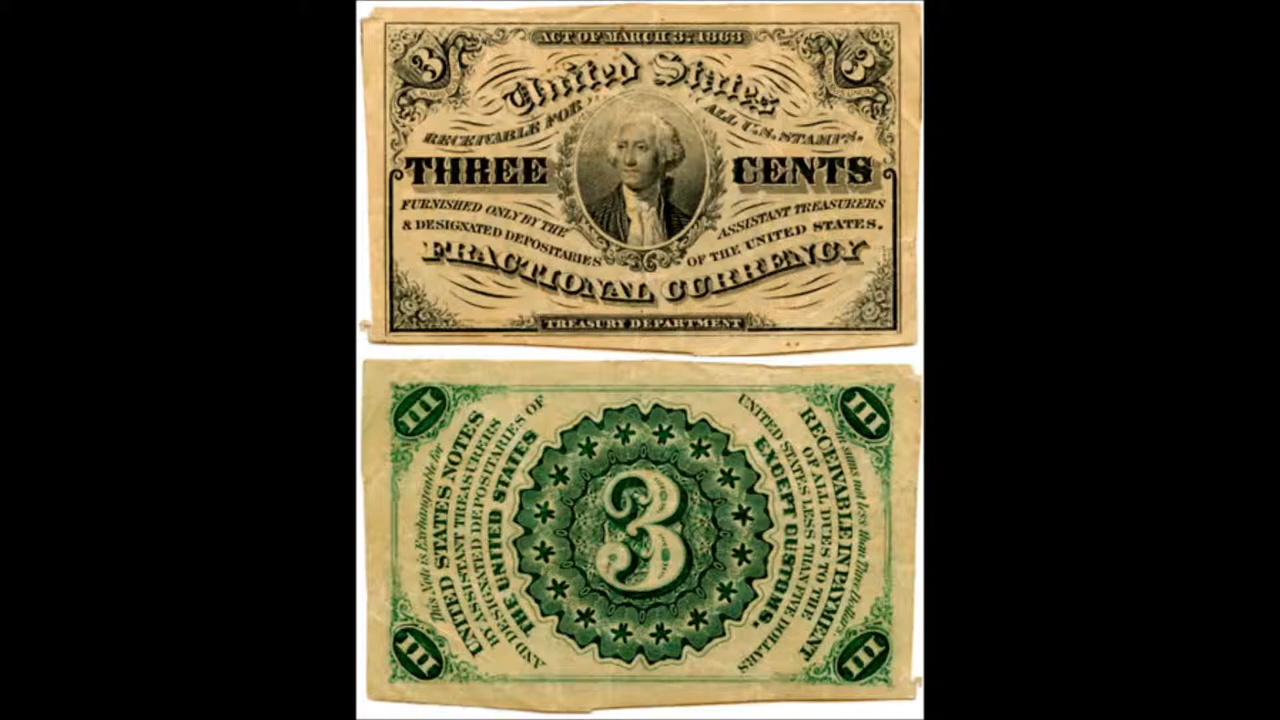 ACT OF MARCH 3RD 1863
3 3
United States
RECEIVABLE FOR ALL U.S. STAMPS.
THREE CENTS
FURNISHED ONLY BY THE ASSISTANT TREASURERS
& DESIGNATED DEPOSITARIES OF THE UNITED STATES.
FRACTIONAL CURRENCY
TREASURY DEPARTMENT
III III
This Note is Exchangeable for
UNITED STATES NOTES
BY ASSISTANT TREASURERS
AND DESIGNATED DEPOSITARIES OF
THE UNITED STATES
3
RECEIVABLE IN PAYMENT
OF ALL DUES TO THE
UNITED STATES LESS THAN FIVE DOLLARS
EXCEPT CUSTOMS.
in sums not less than Three Dollars.
III III